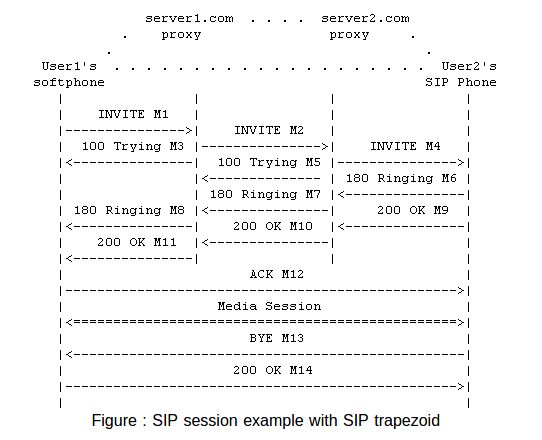 server1.com . . . . server2.com
. proxy proxy .
. .
User1's . . . . . . . . . . . . . . . . . . . . . User2's
softphone SIP Phone
| | | |
| INVITE M1 | | |
|--------------->| INVITE M2 | |
| 100 Trying M3 |--------------->| INVITE M4 |
|<---------------| 100 Trying M5 |--------------->|
| |<-------------- | 180 Ringing M6 |
| | 180 Ringing M7 |<---------------|
| 180 Ringing M8 |<---------------| 200 OK M9 |
|<---------------| 200 OK M10 |<---------------|
| 200 OK M11 |<---------------| |
|<---------------| | |
| ACK M12 |
|------------------------------------------------->|
| Media Session |
|<================================================>|
| BYE M13 |
|<-------------------------------------------------|
| 200 OK M14 |
|------------------------------------------------->|
| |
Figure : SIP session example with SIP trapezoid